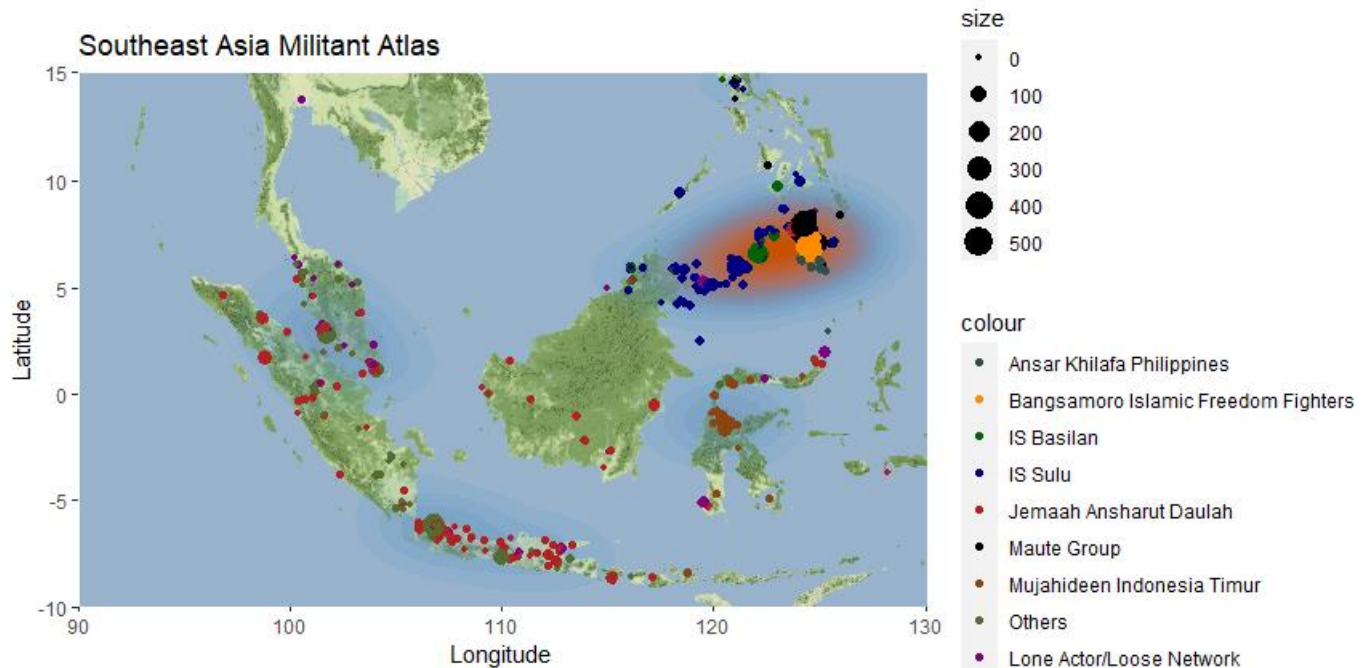 Southeast Asia Militant Atlas
15
10
5
0
-5
-10
Latitude
90
100
110
120
130
Longitude
size
0
100
200
300
400
500
colour
Ansar Khilafa Philippines
Bangsamoro Islamic Freedom Fighters
IS Basilan
IS Sulu
Jemaah Ansharut Daulah
Maute Group
Mujahideen Indonesia Timur
Others
Lone Actor/Loose Network